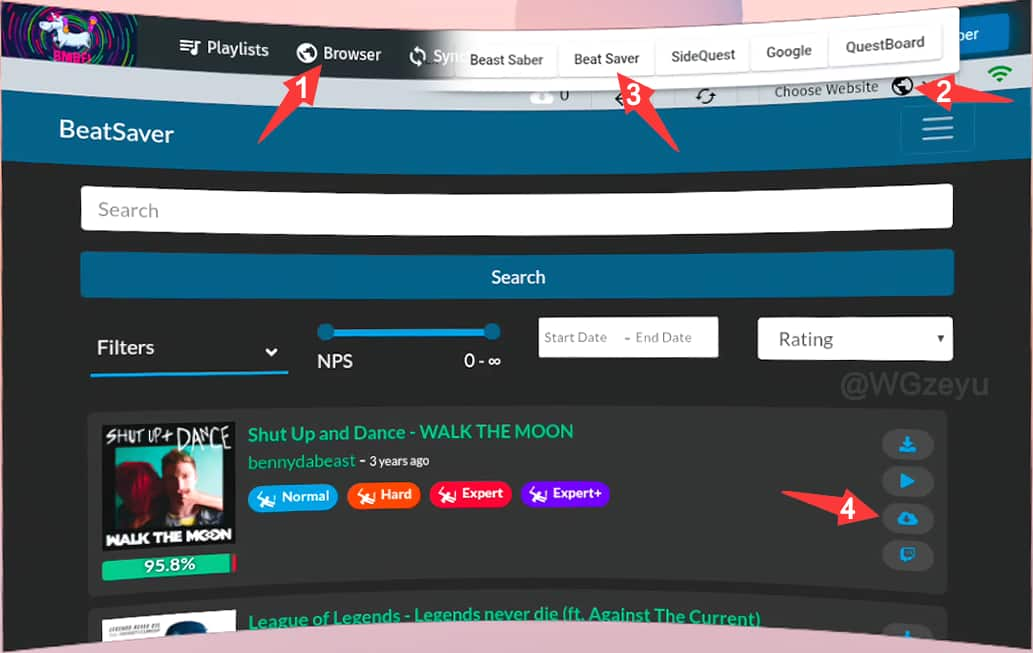 BMBF!
Playlists
Browser
Sync
Beast Saber
Beat Saver
SideQuest
Google
QuestBoard
0
Choose Website
1
3
2
BeatSaver
Search
Search
Filters
NPS
0 - ∞
Start Date - End Date
Rating
@WGzeyu
SHUT UP + DANCE
WALK THE MOON
95.8%
Shut Up and Dance - WALK THE MOON
bennydabeast - 3 years ago
Normal
Hard
Expert
Expert+
4
League of Legends - Legends never die (ft. Against The Current)
LEGENDS NEVER DIE